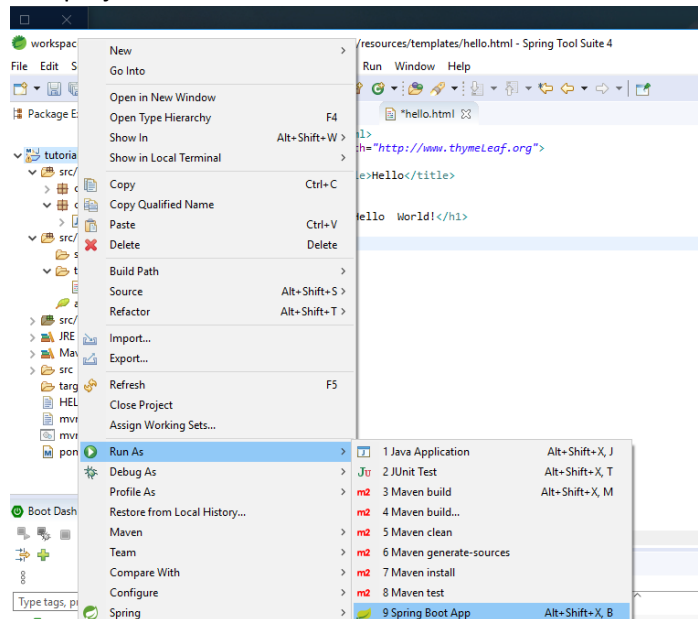 workspac
/resources/templates/hello.html - Spring Tool Suite 4
File Edit S
Run Window Help
Package E
*hello.html
tutoria
src/
src/
src/
JRE
Mav
src
targ
HEL
mvn
pon
New
Go Into
Open in New Window
Open Type Hierarchy F4
Show In Alt+Shift+W >
Show in Local Terminal
Copy Ctrl+C
Copy Qualified Name
Paste Ctrl+V
Delete Delete
Build Path
Source Alt+Shift+S >
Refactor Alt+Shift+T >
Import...
Export...
Refresh F5
Close Project
Assign Working Sets...
Run As
Debug As
Profile As
Restore from Local History...
Maven
Team
Compare With
Configure
Spring
th="http://www.thymeleaf.org">
le>Hello</title>
Hello World!</h1>
1 Java Application Alt+Shift+X, J
2 JUnit Test Alt+Shift+X, T
3 Maven build Alt+Shift+X, M
4 Maven build...
5 Maven clean
6 Maven generate-sources
7 Maven install
8 Maven test
9 Spring Boot App Alt+Shift+X, B
Boot Dash
Type tags, p